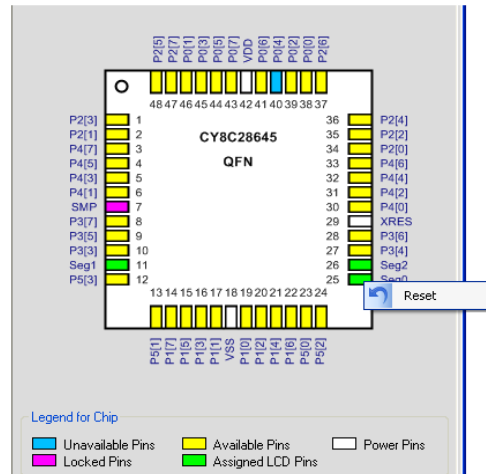 P2[5] P2[7] P0[1] P0[3] P0[5] P0[7] VDD P0[6] P0[4] P0[2] P0[0] P2[6]
48 47 46 45 44 43 42 41 40 39 38 37
P2[3] 1 36 P2[4]
P2[1] 2 CY8C28645 35 P2[2]
P4[7] 3 34 P2[0]
P4[5] 4 QFN 33 P4[6]
P4[3] 5 32 P4[4]
P4[1] 6 31 P4[2]
SMP 7 30 P4[0]
P3[7] 8 29 XRES
P3[5] 9 28 P3[6]
P3[3] 10 27 P3[4]
Seg1 11 26 Seg2
P5[3] 12 25 Seg0
Reset
13 14 15 16 17 18 19 20 21 22 23 24
P5[1] P1[7] P1[5] P1[3] P1[1] VSS P1[0] P1[2] P1[4] P1[6] P5[0] P5[2]
Legend for Chip
Unavailable Pins Available Pins Power Pins
Locked Pins Assigned LCD Pins